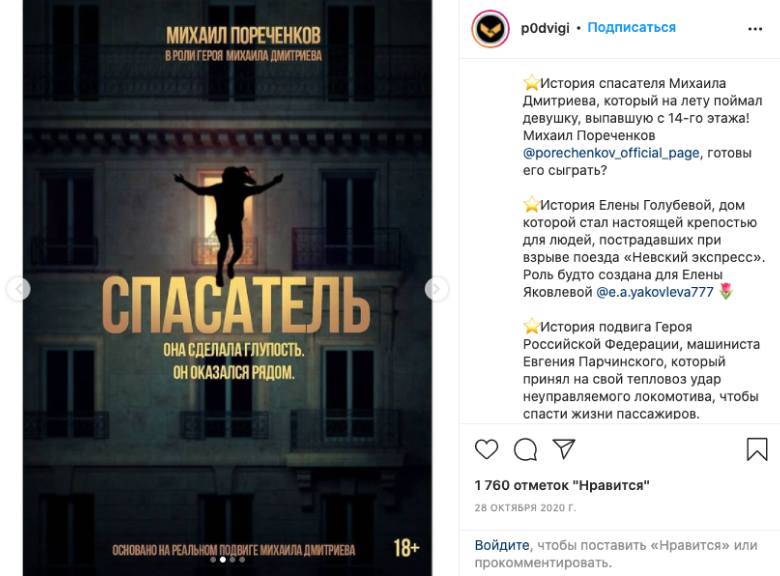 МИХАИЛ ПОРЕЧЕНКОВ
В РОЛИ ГЕРОЯ МИХАИЛА ДМИТРИЕВА
СПАСАТЕЛЬ
ОНА СДЕЛАЛА ГЛУПОСТЬ.
ОН ОКАЗАЛСЯ РЯДОМ.
ОСНОВАНО НА РЕАЛЬНОМ ПОДВИГЕ МИХАИЛА ДМИТРИЕВА
18+
p0dvigi • Подписаться
⭐История спасателя Михаила
Дмитриева, который на лету поймал
девушку, выпавшую с 14-го этажа!
Михаил Пореченков
@porechenkov_official_page, готовы
его сыграть?
⭐История Елены Голубевой, дом
которой стал настоящей крепостью
для людей, пострадавших при
взрыве поезда «Невский экспресс».
Роль будто создана для Елены
Яковлевой @e.a.yakovleva777 🌷
⭐История подвига Героя
Российской Федерации, машиниста
Евгения Парчинского, который
принял на свой тепловоз удар
неуправляемого локомотива, чтобы
спасти жизни пассажиров.
1 760 отметок "Нравится"
28 ОКТЯБРЯ 2020 Г.
Войдите, чтобы поставить «Нравится» или
прокомментировать.